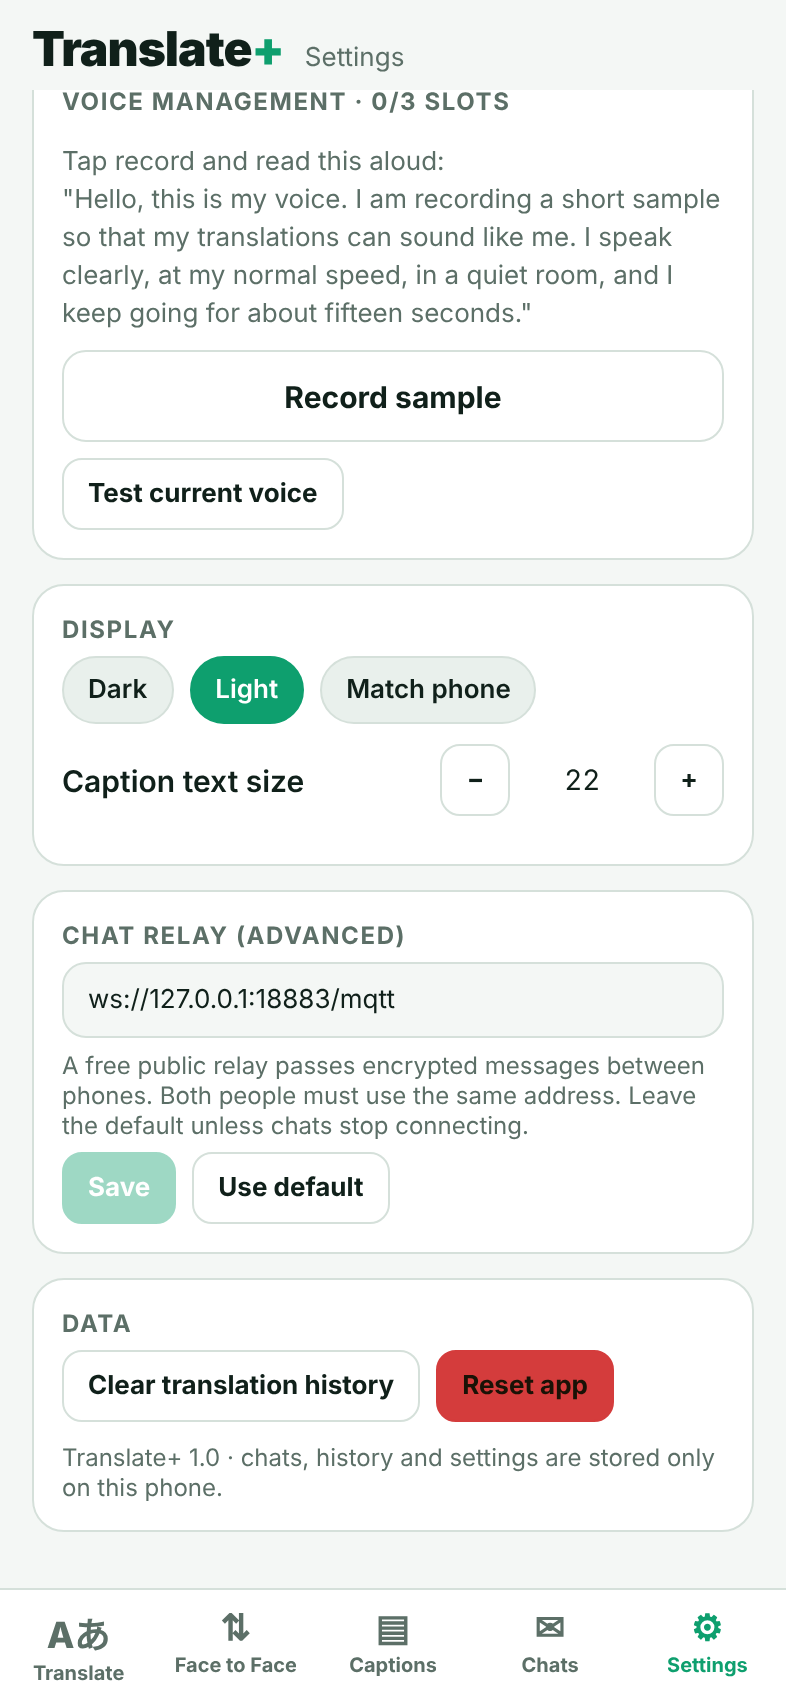 Translate+ Settings
VOICE MANAGEMENT · 0/3 SLOTS
Tap record and read this aloud:
"Hello, this is my voice. I am recording a short sample
so that my translations can sound like me. I speak
clearly, at my normal speed, in a quiet room, and I
keep going for about fifteen seconds."
Record sample
Test current voice
DISPLAY
Dark Light Match phone
Caption text size − 22 +
CHAT RELAY (ADVANCED)
ws://127.0.0.1:18883/mqtt
A free public relay passes encrypted messages between
phones. Both people must use the same address. Leave
the default unless chats stop connecting.
Save Use default
DATA
Clear translation history Reset app
Translate+ 1.0 · chats, history and settings are stored only
on this phone.
Aあ
Translate Face to Face Captions Chats Settings